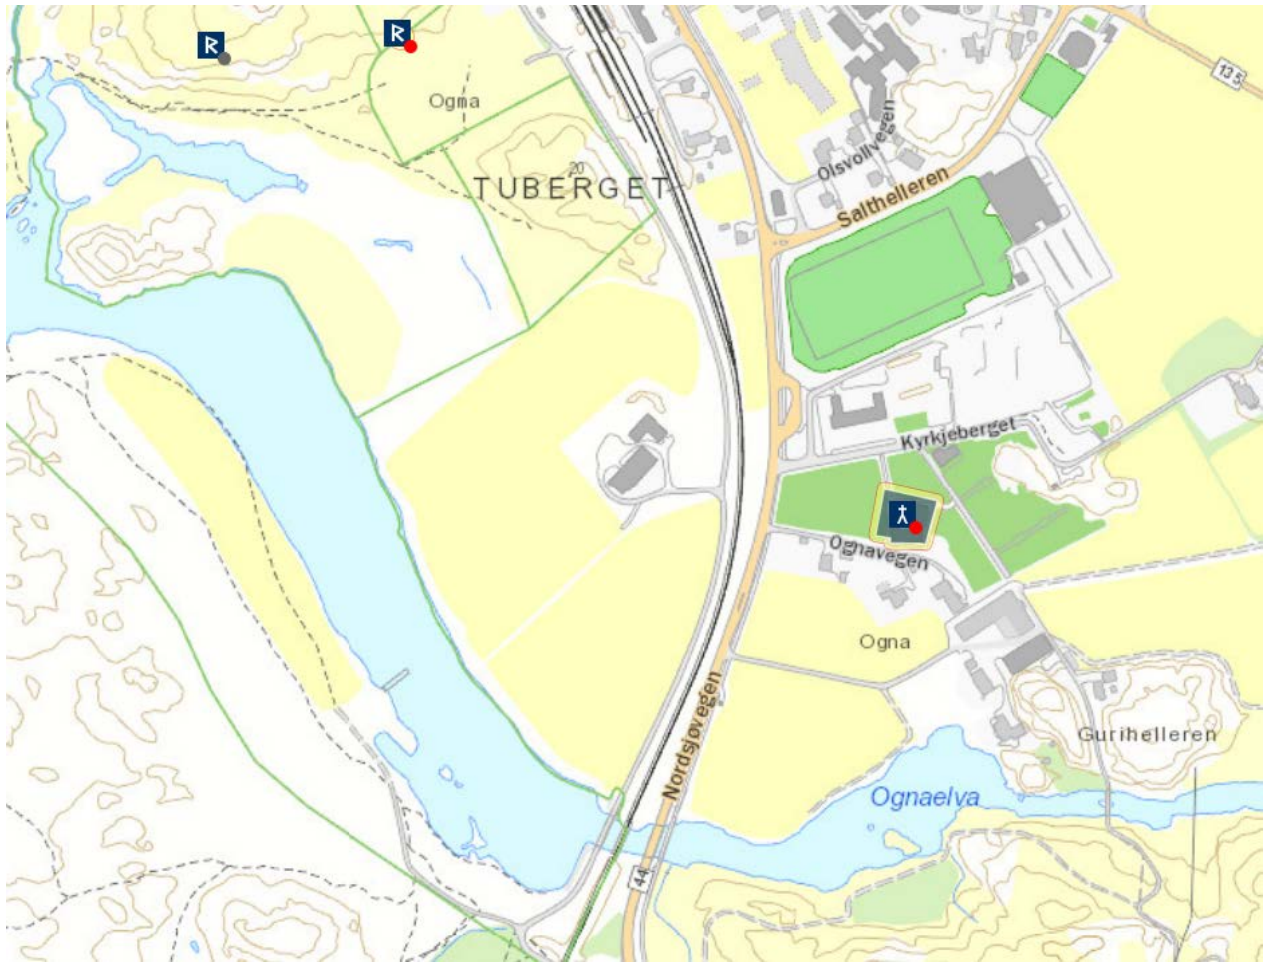 R
R
135
Ogma
20
TUBERGET
Olsvollvegen
Salthelleren
Kyrkjeberget
Ognavegen
Ogna
Nordsjøvegen
Gurihelleren
Ognaelva
44